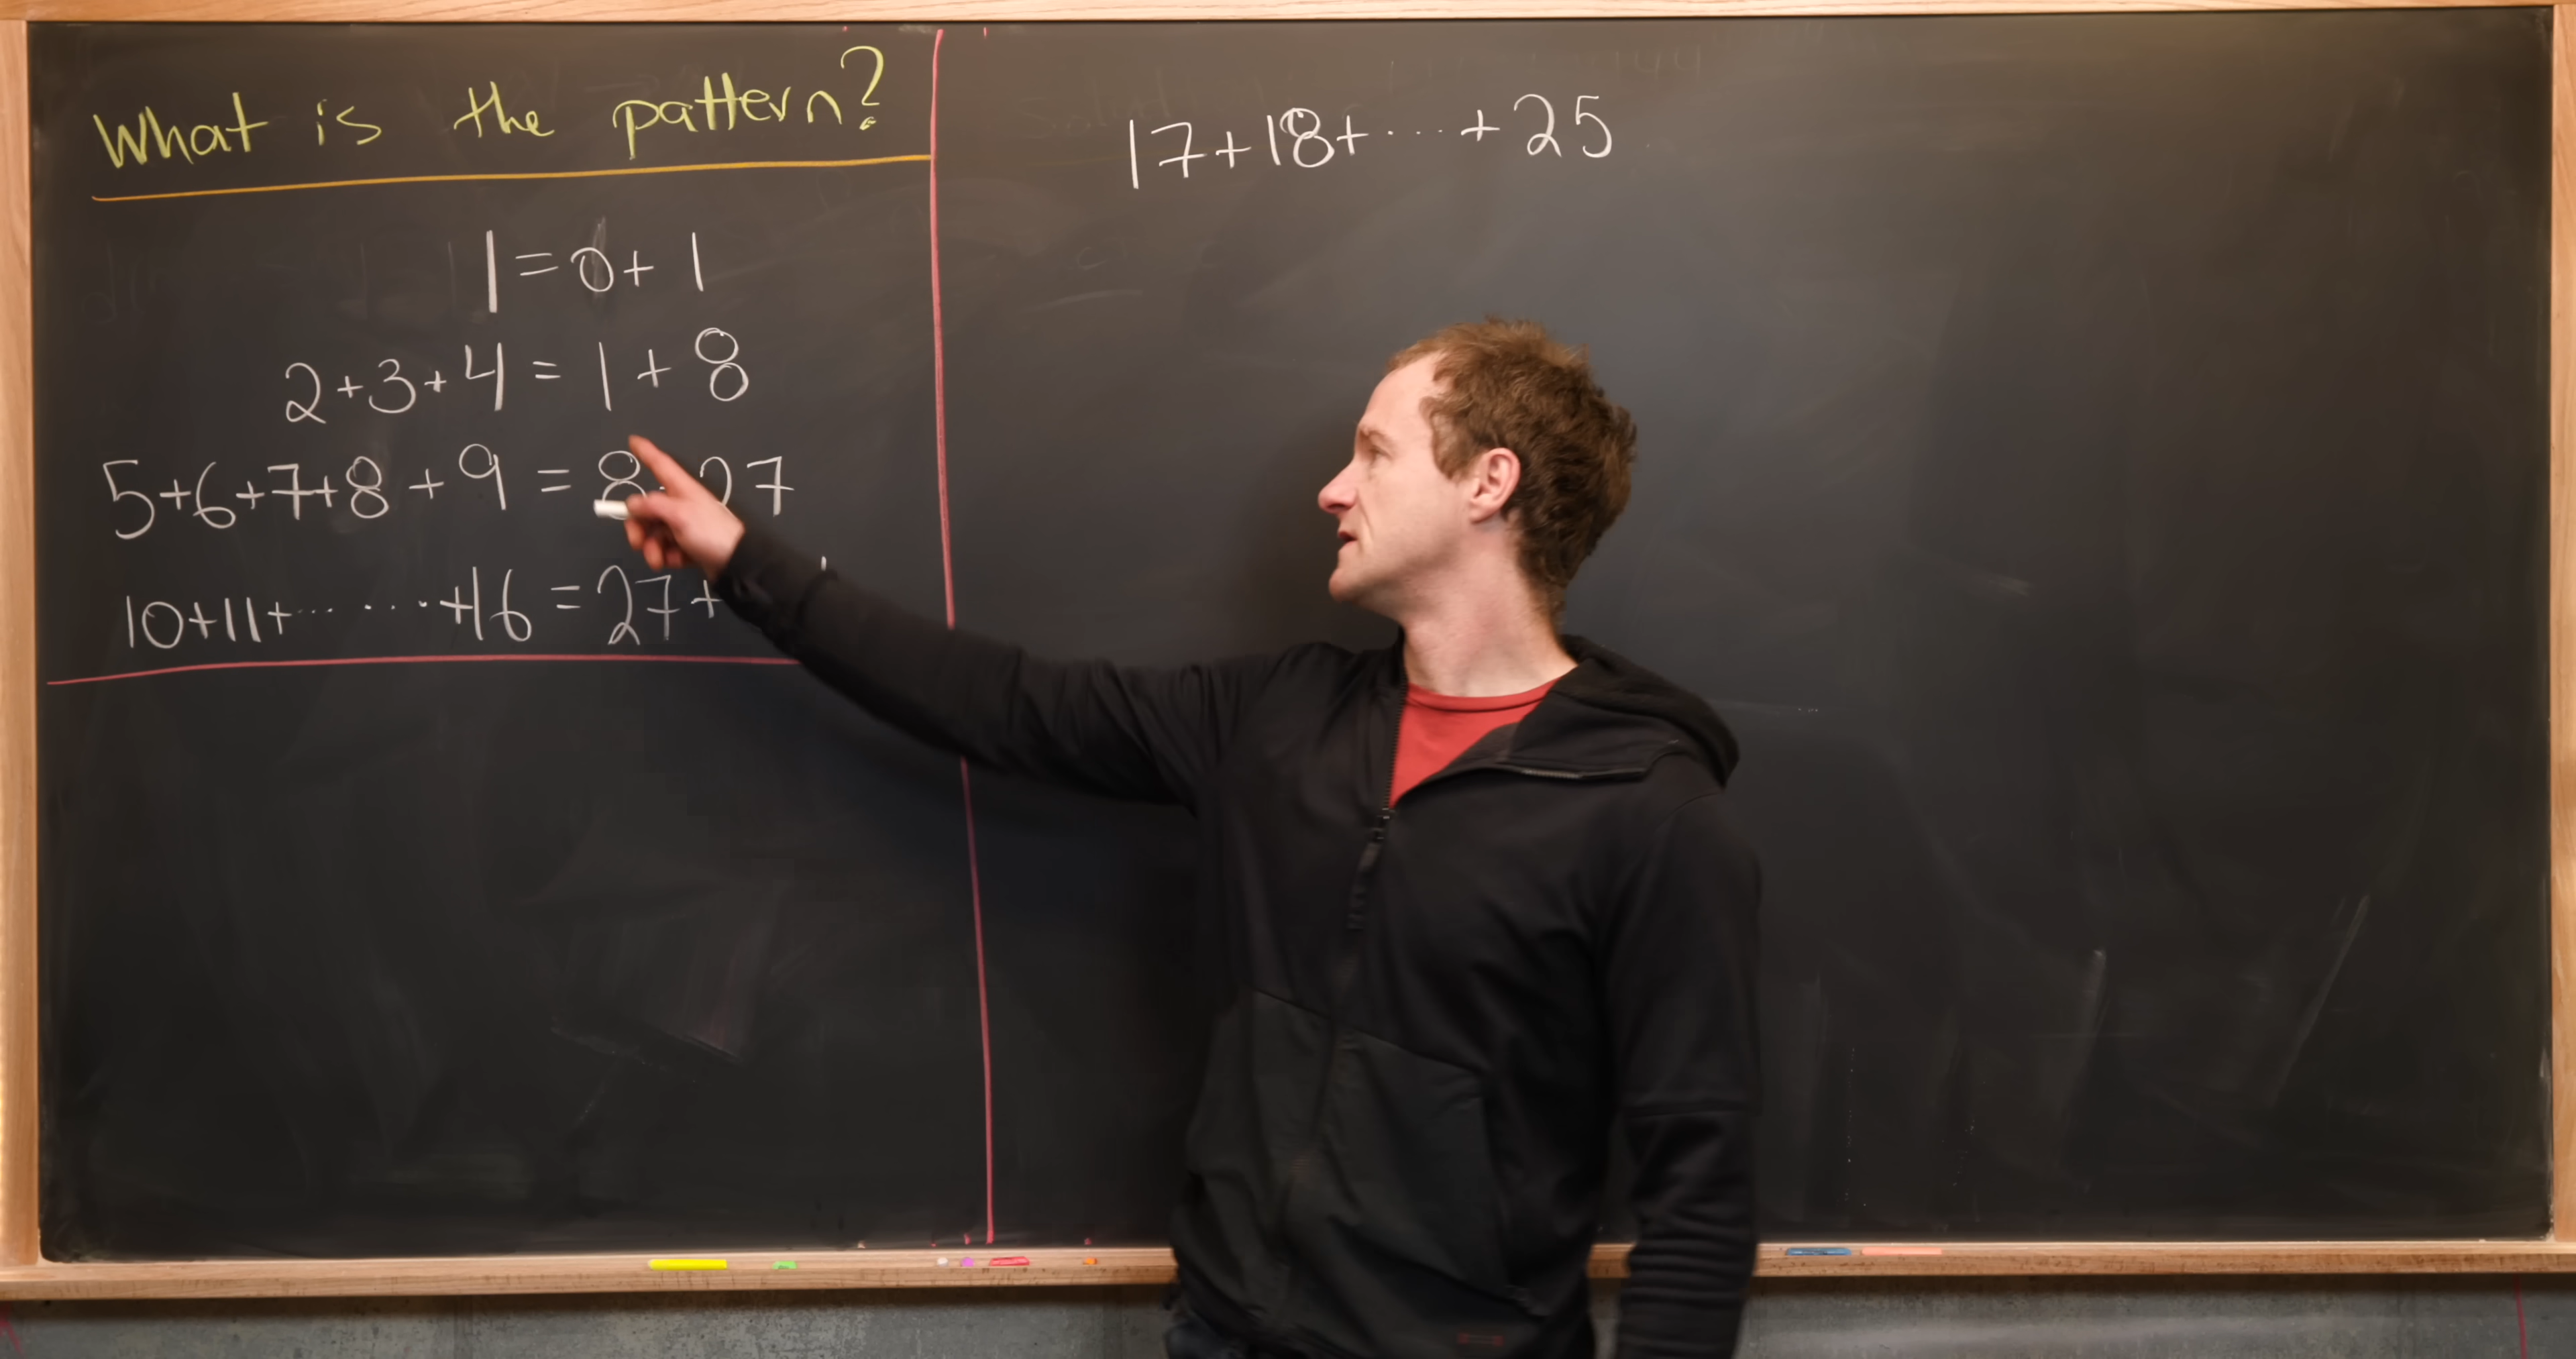 What is the pattern?
1 = 0 + 1
2+3+4 = 1 + 8
5+6+7+8+9 = 8 27
10+11+······+16 = 27+
17+18+····+25